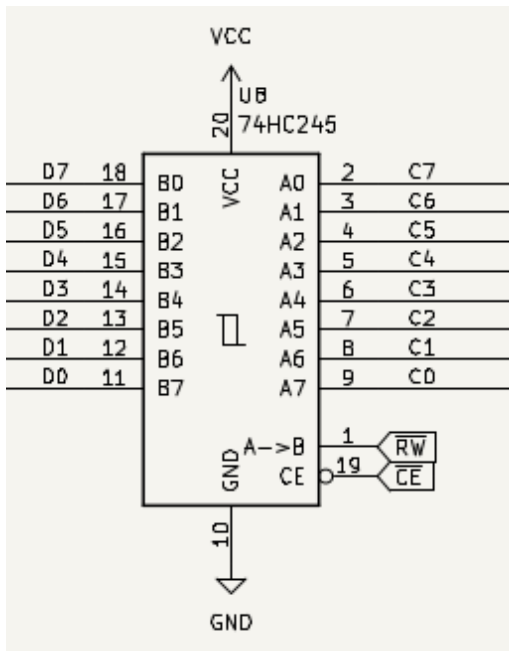 VCC
U8
20 74HC245
D7 18 B0 VCC A0 2 C7
D6 17 B1 A1 3 C6
D5 16 B2 A2 4 C5
D4 15 B3 A3 5 C4
D3 14 B4 A4 6 C3
D2 13 B5 A5 7 C2
D1 12 B6 A6 8 C1
D0 11 B7 A7 9 C0
A->B 1 R̅W̅
GND CE 19 C̅E̅
10
GND